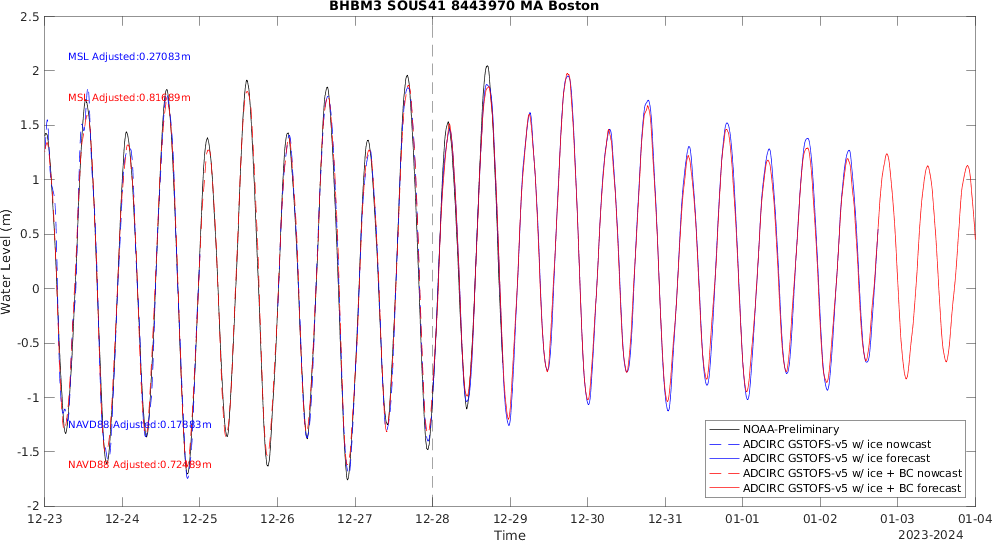 BHBM3 SOUS41 8443970 MA Boston
2.5
2
1.5
1
0.5
0
-0.5
-1
-1.5
-2
Water Level (m)
MSL Adjusted:0.27083m
MSL Adjusted:0.81689m
NAVD88 Adjusted:0.17383m
NAVD88 Adjusted:0.72489m
NOAA-Preliminary
ADCIRC GSTOFS-v5 w/ ice nowcast
ADCIRC GSTOFS-v5 w/ ice forecast
ADCIRC GSTOFS-v5 w/ ice + BC nowcast
ADCIRC GSTOFS-v5 w/ ice + BC forecast
12-23 12-24 12-25 12-26 12-27 12-28 12-29 12-30 12-31 01-01 01-02 01-03 01-04
Time
2023-2024